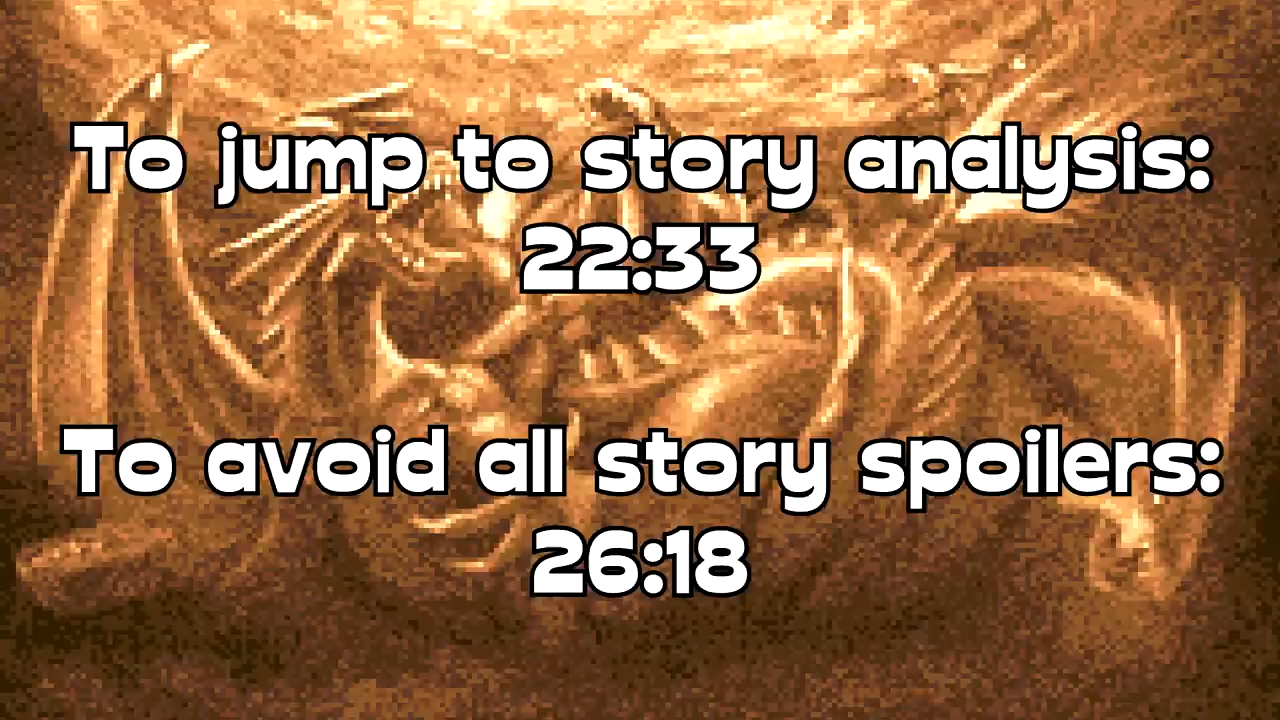 To jump to story analysis:
22:33
To avoid all story spoilers:
26:18